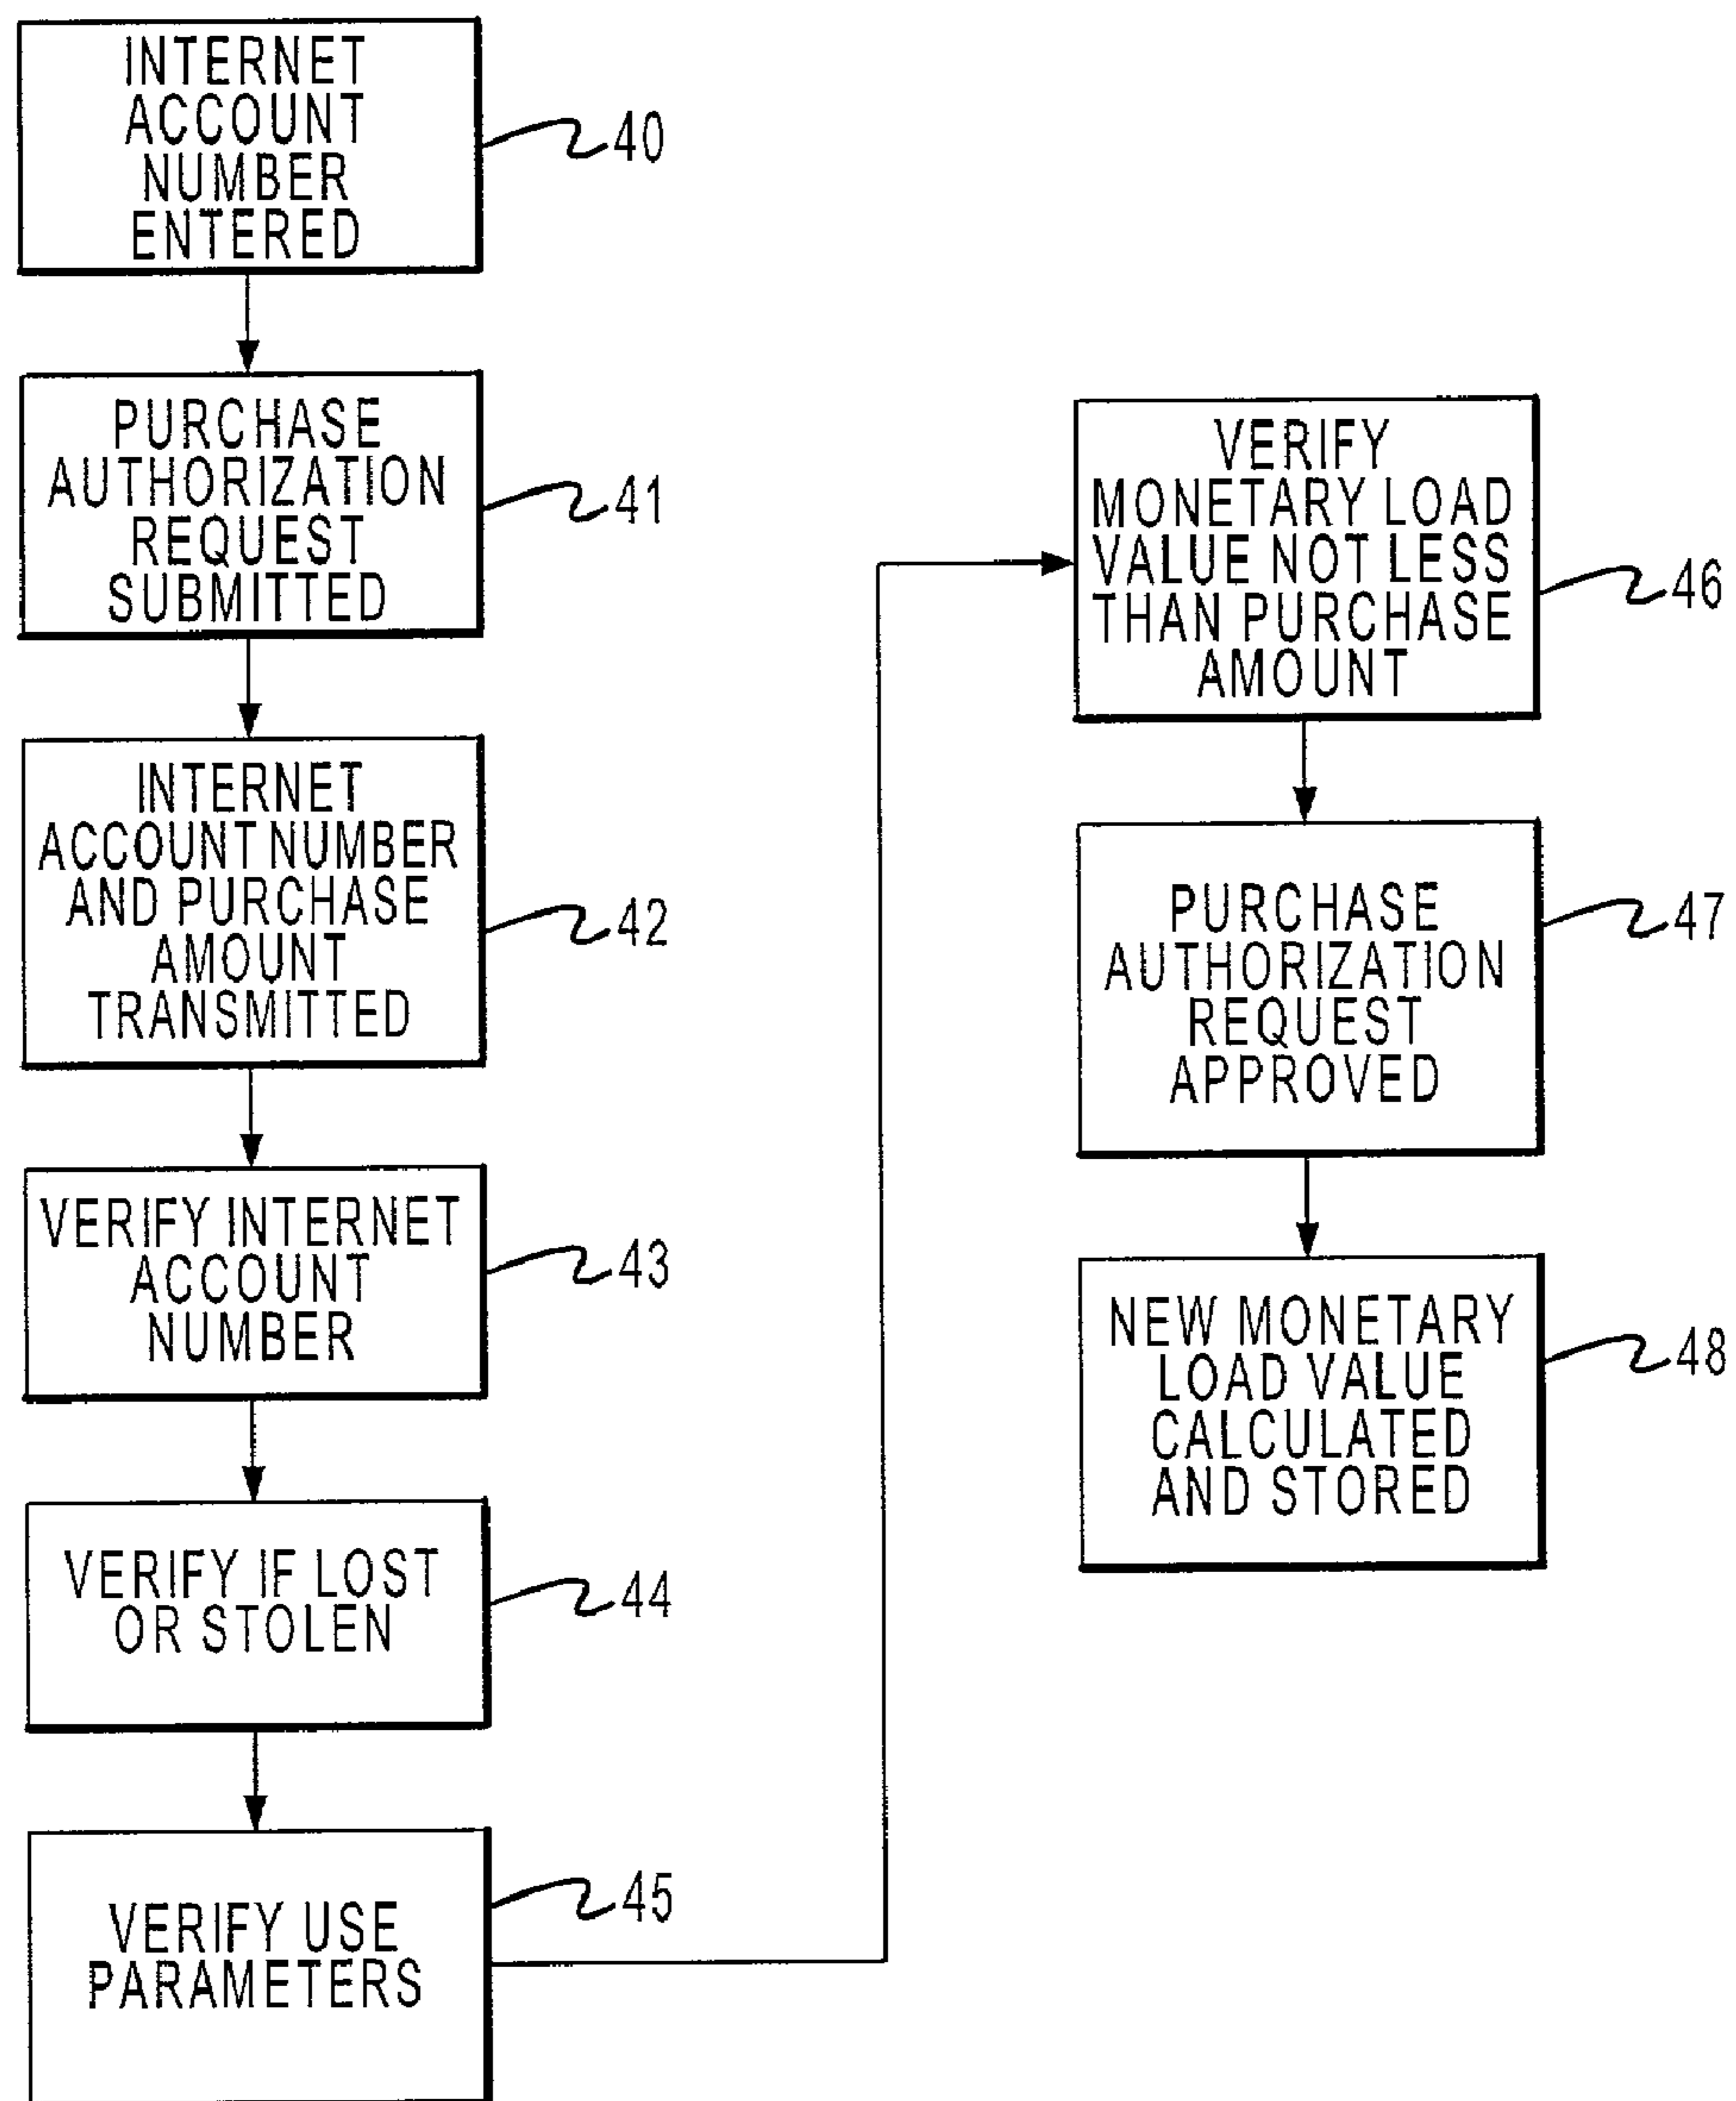 INTERNET
ACCOUNT
NUMBER
ENTERED
40
PURCHASE
AUTHORIZATION
REQUEST
SUBMITTED
41
INTERNET
ACCOUNT NUMBER
AND PURCHASE
AMOUNT
TRANSMITTED
42
VERIFY INTERNET
ACCOUNT
NUMBER
43
VERIFY IF LOST
OR STOLEN
44
VERIFY USE
PARAMETERS
45
VERIFY
MONETARY LOAD
VALUE NOT LESS
THAN PURCHASE
AMOUNT
46
PURCHASE
AUTHORIZATION
REQUEST
APPROVED
47
NEW MONETARY
LOAD VALUE
CALCULATED
AND STORED
48